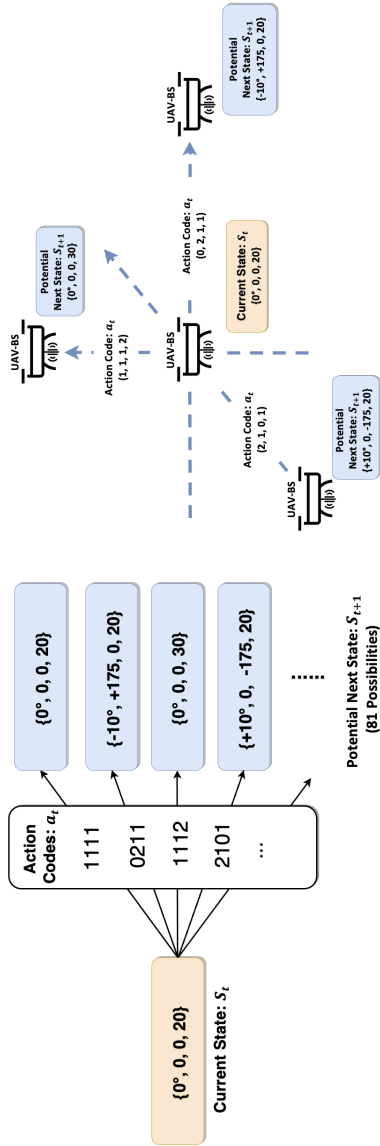 {0°, 0, 0, 20}
Current State: S_t
Action
Codes: a_t
1111
0211
1112
2101
...
{0°, 0, 0, 20}
{-10°, +175, 0, 20}
{0°, 0, 0, 30}
{+10°, 0, -175, 20}
......
Potential Next State: S_{t+1}
(81 Possibilities)
UAV-BS
Potential
Next State: S_{t+1}
{0°, 0, 0, 30}
Action Code: a_t
(1, 1, 1, 2)
UAV-BS
Current State: S_t
{0°, 0, 0, 20}
Action Code: a_t
(0, 2, 1, 1)
UAV-BS
Potential
Next State: S_{t+1}
{-10°, +175, 0, 20}
Action Code: a_t
(2, 1, 0, 1)
UAV-BS
Potential
Next State: S_{t+1}
{+10°, 0, -175, 20}